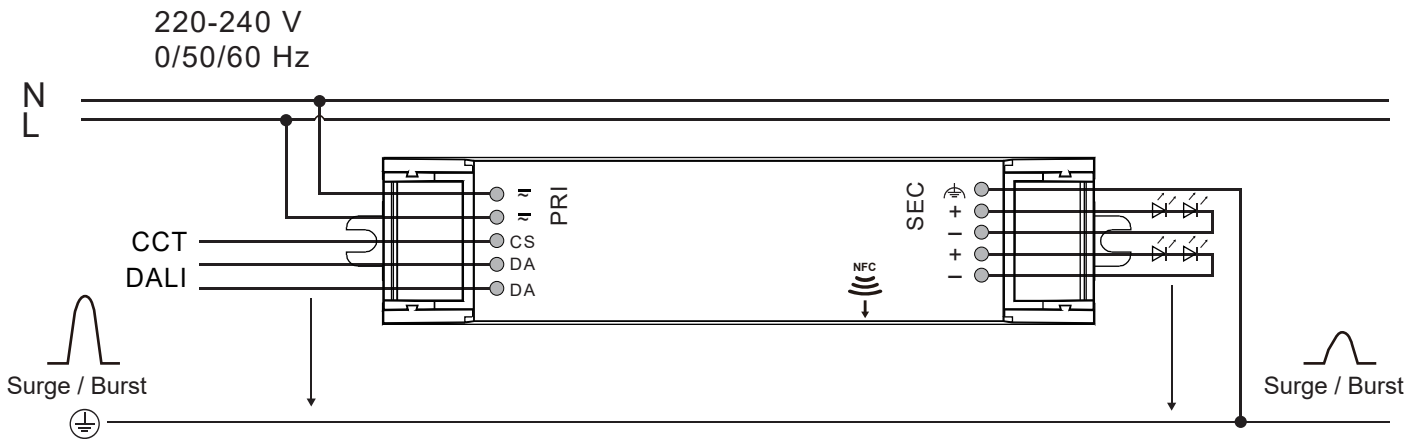 220-240 V
0/50/60 Hz
N
L
PRI
SEC
+
CCT
CS
−
DALI
DA
+
DA
−
NFC
Surge / Burst
Surge / Burst